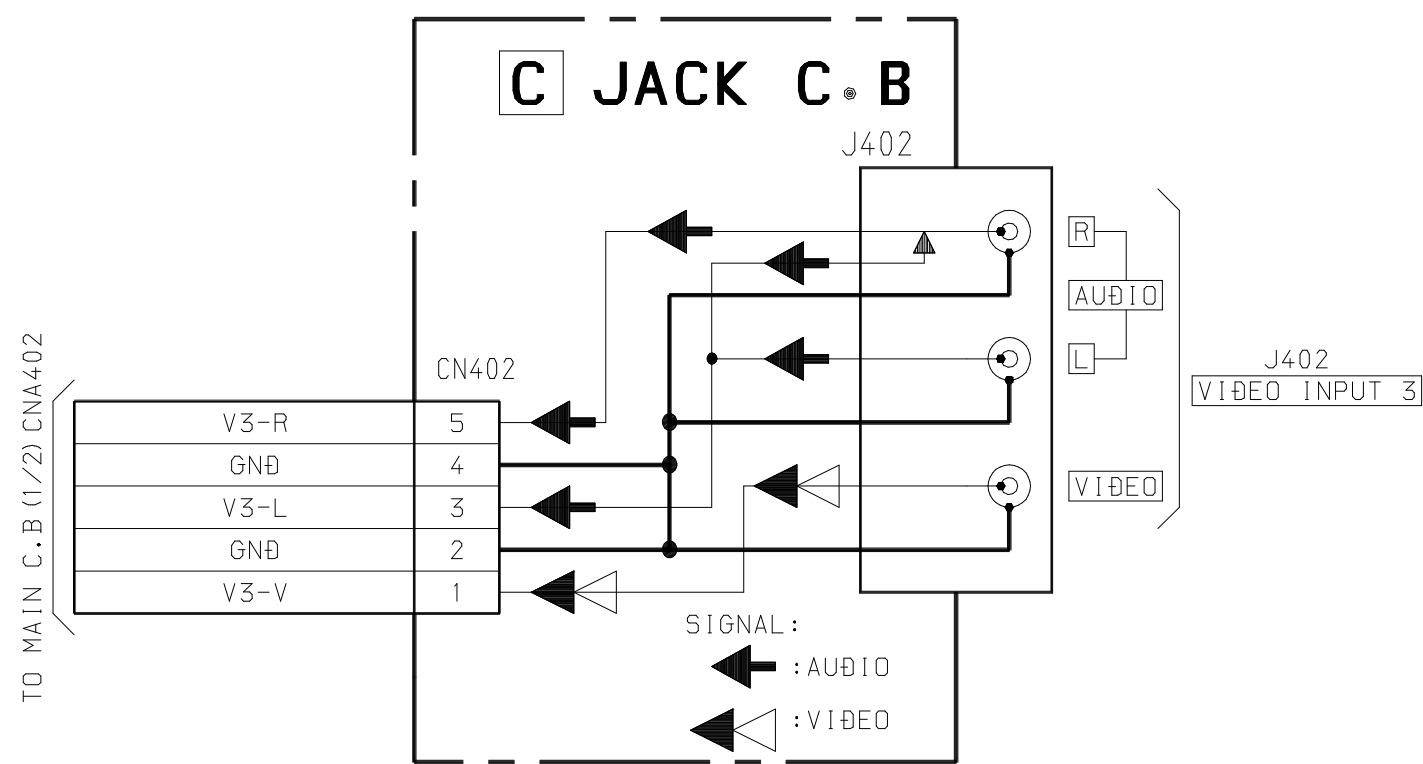 C JACK C.B
J402
R
AUDIO
L
J402
VIDEO INPUT 3
VIDEO
CN402
TO MAIN C.B (1/2) CNA402
V3-R 5
GND 4
V3-L 3
GND 2
V3-V 1
SIGNAL:
:AUDIO
:VIDEO